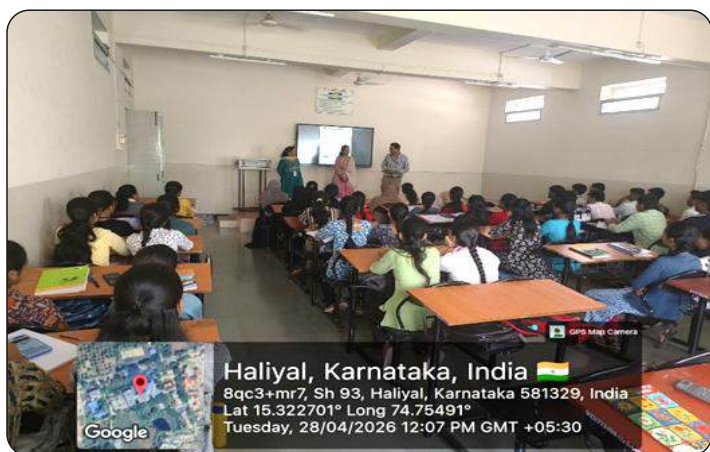 GPS Map Camera
Haliyal, Karnataka, India 🇮🇳
8qc3+mr7, Sh 93, Haliyal, Karnataka 581329, India
Lat 15.322701° Long 74.75491°
Tuesday, 28/04/2026 12:07 PM GMT +05:30
Google